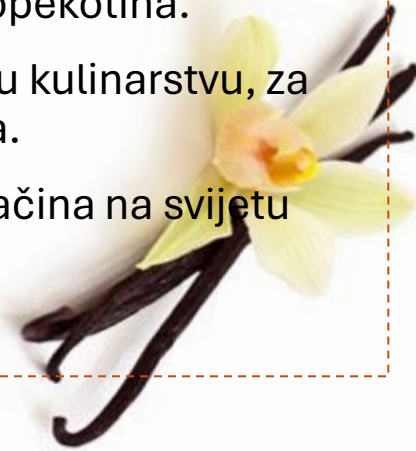 opekotina.
u kulinarstvu, za
a.
ačina na svijetu